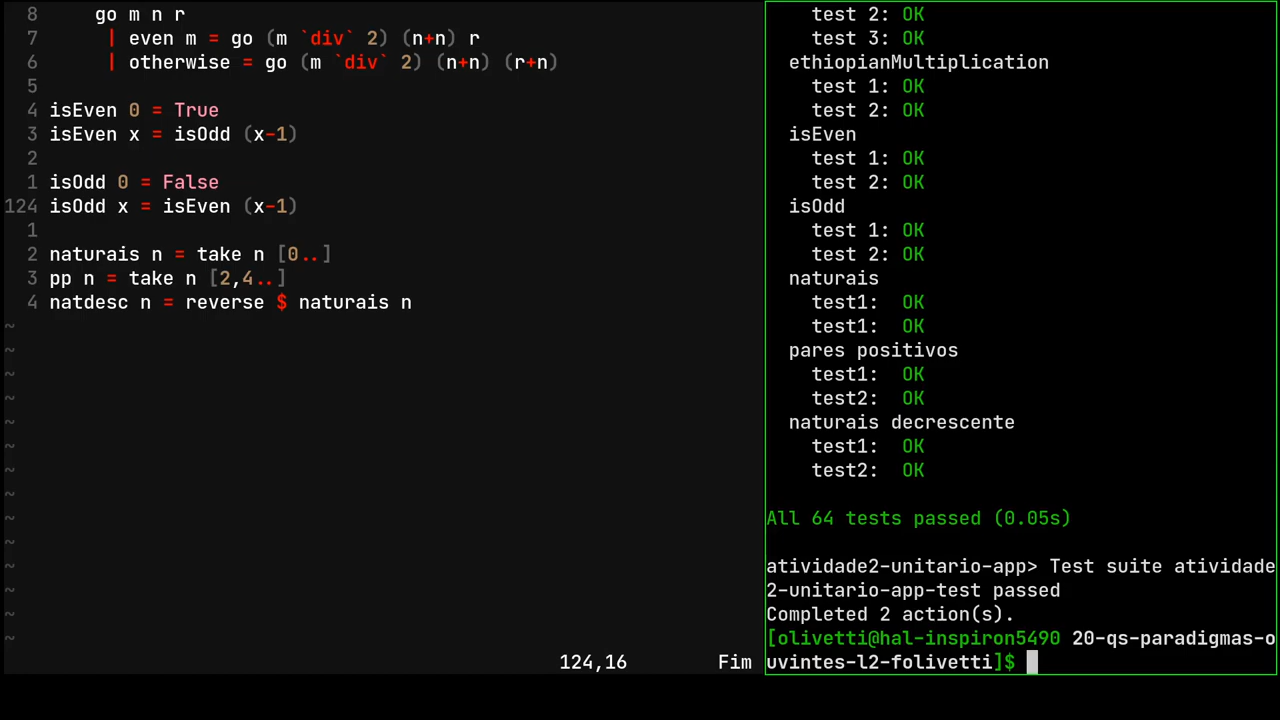 8 go m n r
7 | even m = go (m `div` 2) (n+n) r
6 | otherwise = go (m `div` 2) (n+n) (r+n)
5
4 isEven 0 = True
3 isEven x = isOdd (x-1)
2
1 isOdd 0 = False
124 isOdd x = isEven (x-1)
1
2 naturais n = take n [0..]
3 pp n = take n [2,4..]
4 natdesc n = reverse $ naturais n
~
~
~
~
~
~
~
~
~
~
~
~
~
~
124,16 Fim
test 2: OK
test 3: OK
ethiopianMultiplication
test 1: OK
test 2: OK
isEven
test 1: OK
test 2: OK
isOdd
test 1: OK
test 2: OK
naturais
test1: OK
test1: OK
pares positivos
test1: OK
test2: OK
naturais decrescente
test1: OK
test2: OK
All 64 tests passed (0.05s)
atividade2-unitario-app> Test suite atividade
2-unitario-app-test passed
Completed 2 action(s).
[olivetti@hal-inspiron5490 20-qs-paradigmas-o
uvintes-l2-folivetti]$